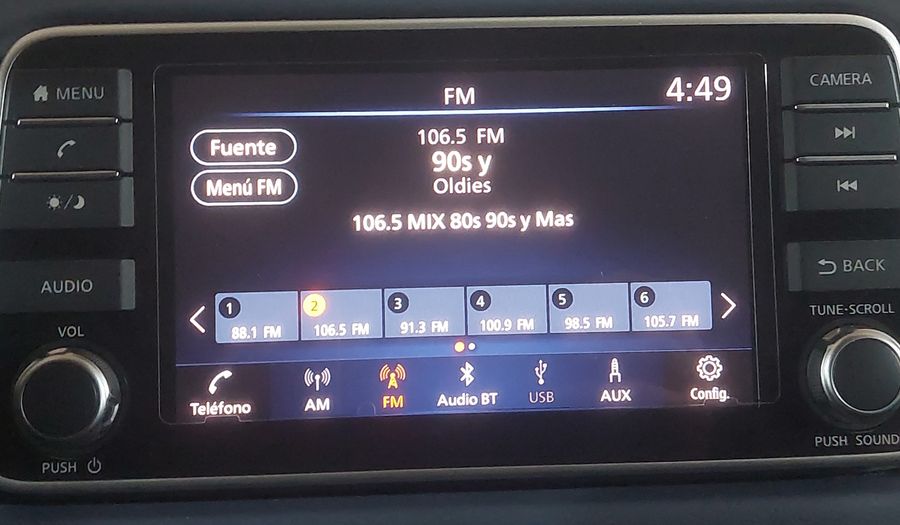 MENU
AUDIO
VOL
PUSH
FM
4:49
Fuente
Menú FM
106.5 FM
90s y
Oldies
106.5 MIX 80s 90s y Mas
1 88.1 FM
2 106.5 FM
3 91.3 FM
4 100.9 FM
5 98.5 FM
6 105.7 FM
Teléfono
AM
FM
Audio BT
USB
AUX
Config.
CAMERA
BACK
TUNE·SCROLL
PUSH SOUND